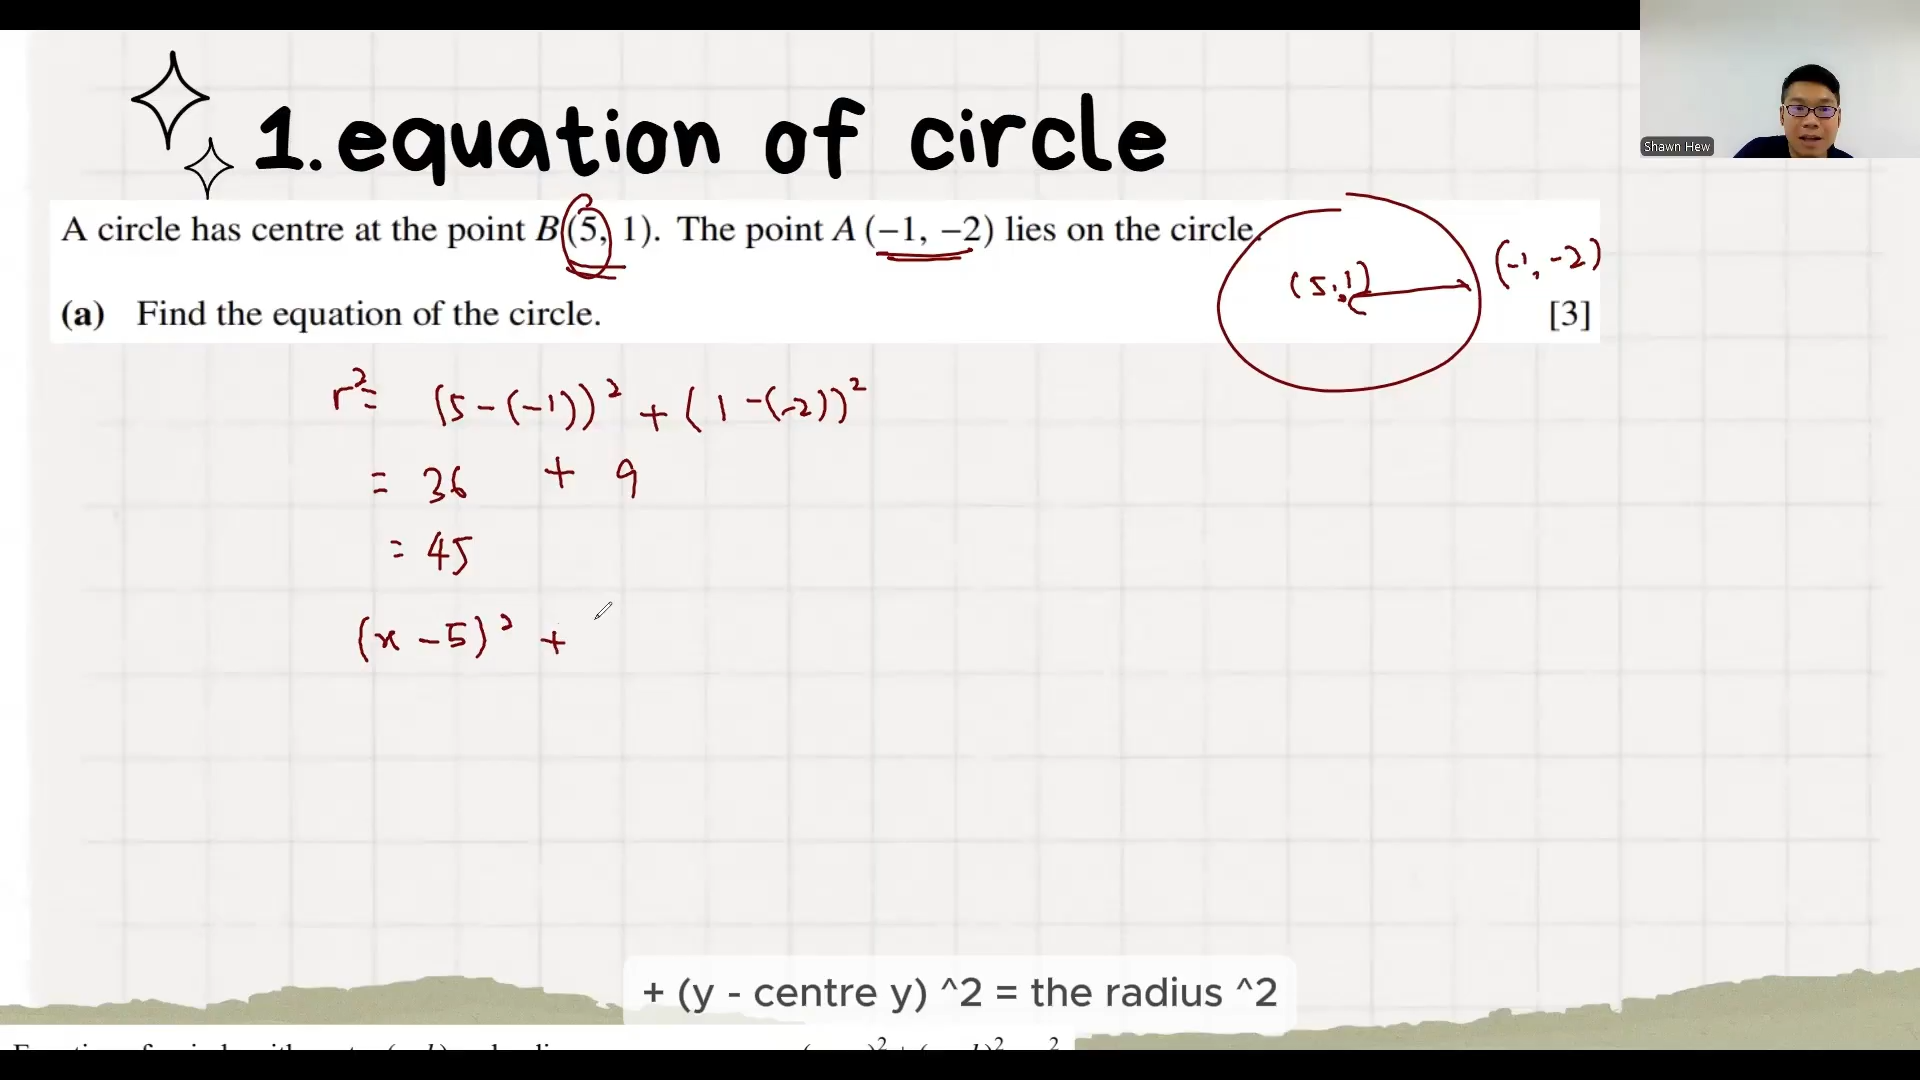 1. equation of circle
Shawn Hew
A circle has centre at the point B (5, 1). The point A (−1, −2) lies on the circle.
(5,1)
(-1, -2)
(a) Find the equation of the circle.
[3]
r²= (5-(-1))² + (1-(-2))²
= 36 + 9
= 45
(x - 5)² +
+ (y - centre y) ^2 = the radius ^2